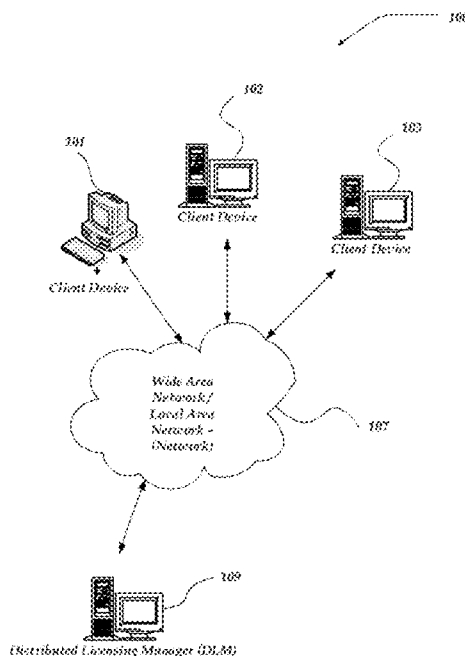 100
102
103
101
Client Device
Client Device
Client Device
Wide Area
Network/
Local Area
Network -
(Network)
107
109
Distributed Licensing Manager (DLM)